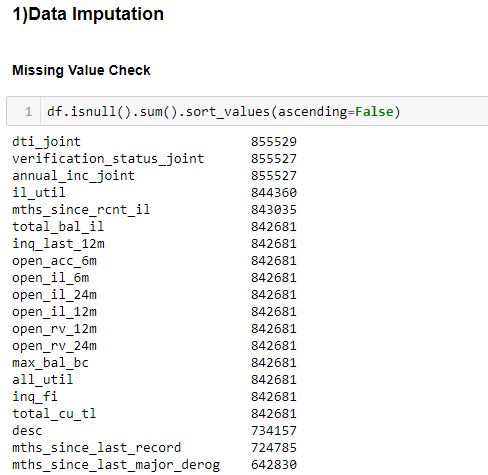 1)Data Imputation
Missing Value Check
1 df.isnull().sum().sort_values(ascending=False)
dti_joint 855529
verification_status_joint 855527
annual_inc_joint 855527
il_util 844360
mths_since_rcnt_il 843035
total_bal_il 842681
inq_last_12m 842681
open_acc_6m 842681
open_il_6m 842681
open_il_24m 842681
open_il_12m 842681
open_rv_12m 842681
open_rv_24m 842681
max_bal_bc 842681
all_util 842681
inq_fi 842681
total_cu_tl 842681
desc 734157
mths_since_last_record 724785
mths_since_last_major_derog 642830